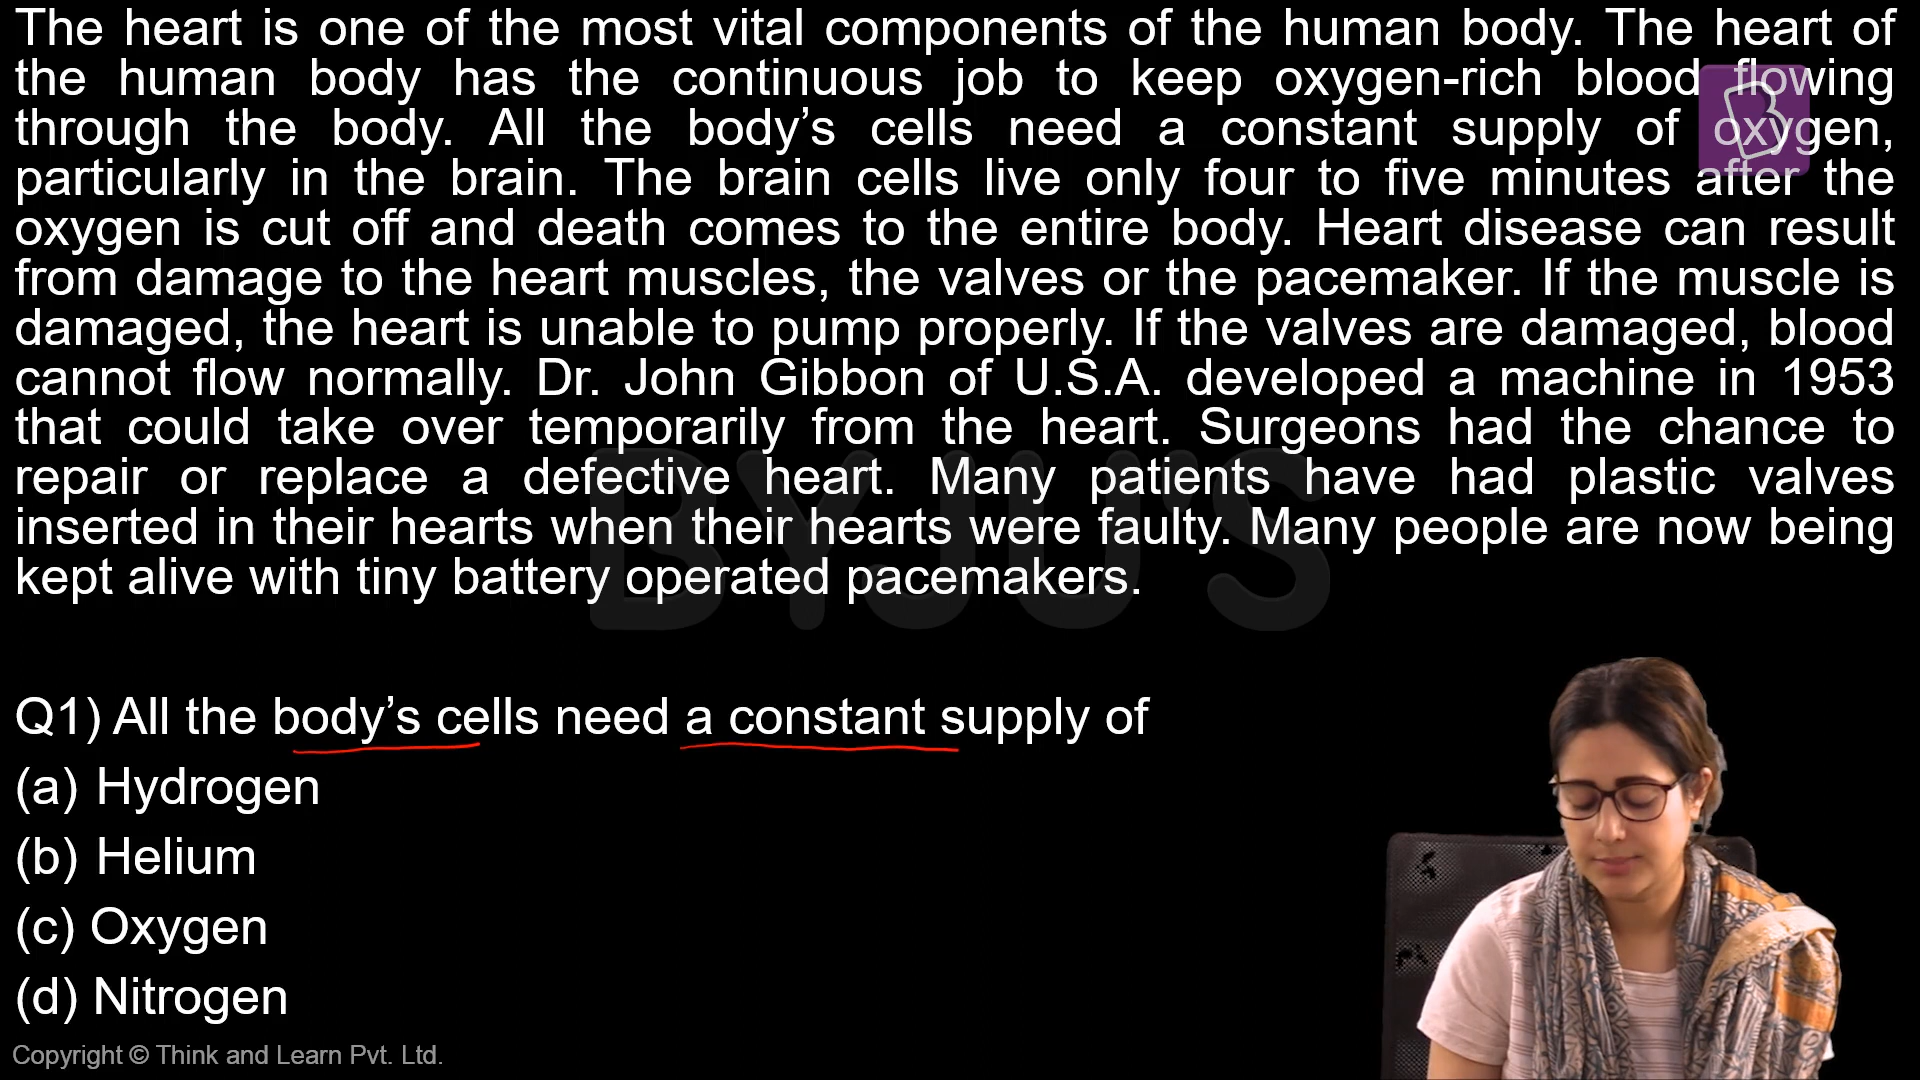 The heart is one of the most vital components of the human body. The heart of
the human body has the continuous job to keep oxygen-rich blood flowing
through the body. All the body’s cells need a constant supply of oxygen,
particularly in the brain. The brain cells live only four to five minutes after the
oxygen is cut off and death comes to the entire body. Heart disease can result
from damage to the heart muscles, the valves or the pacemaker. If the muscle is
damaged, the heart is unable to pump properly. If the valves are damaged, blood
cannot flow normally. Dr. John Gibbon of U.S.A. developed a machine in 1953
that could take over temporarily from the heart. Surgeons had the chance to
repair or replace a defective heart. Many patients have had plastic valves
inserted in their hearts when their hearts were faulty. Many people are now being
kept alive with tiny battery operated pacemakers.
BYJU'S
Q1) All the body’s cells need a constant supply of
(a) Hydrogen
(b) Helium
(c) Oxygen
(d) Nitrogen
Copyright © Think and Learn Pvt. Ltd.